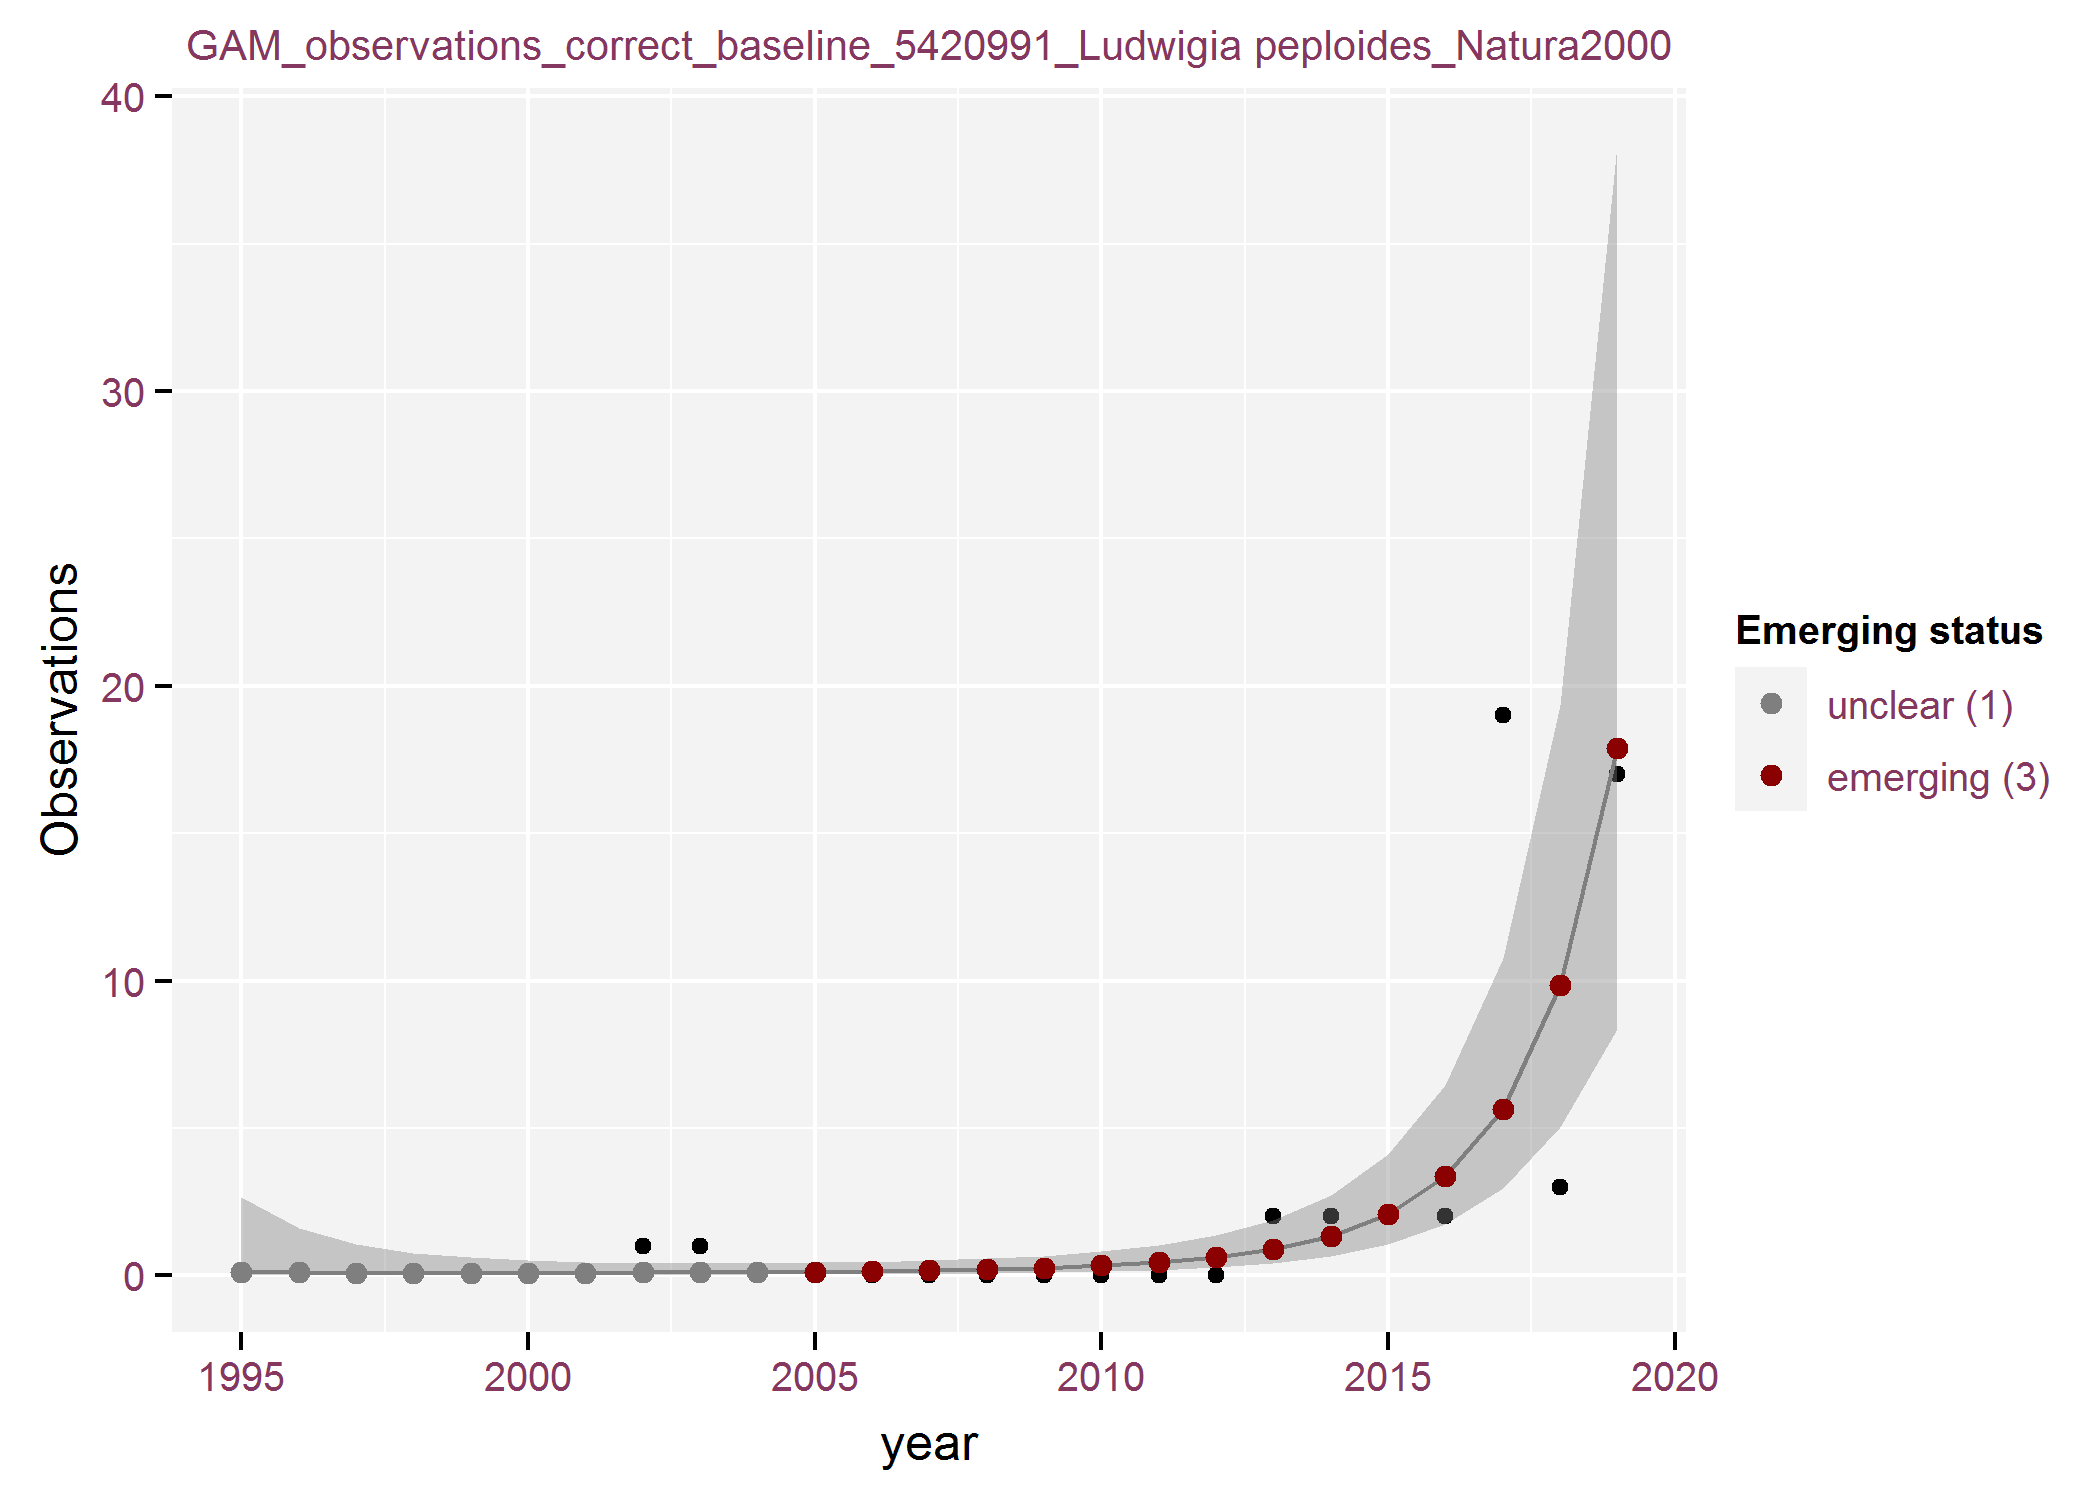 GAM_observations_correct_baseline_5420991_Ludwigia peploides_Natura2000
40
30
20
10
0
Observations
1995 2000 2005 2010 2015 2020
year
Emerging status
unclear (1)
emerging (3)